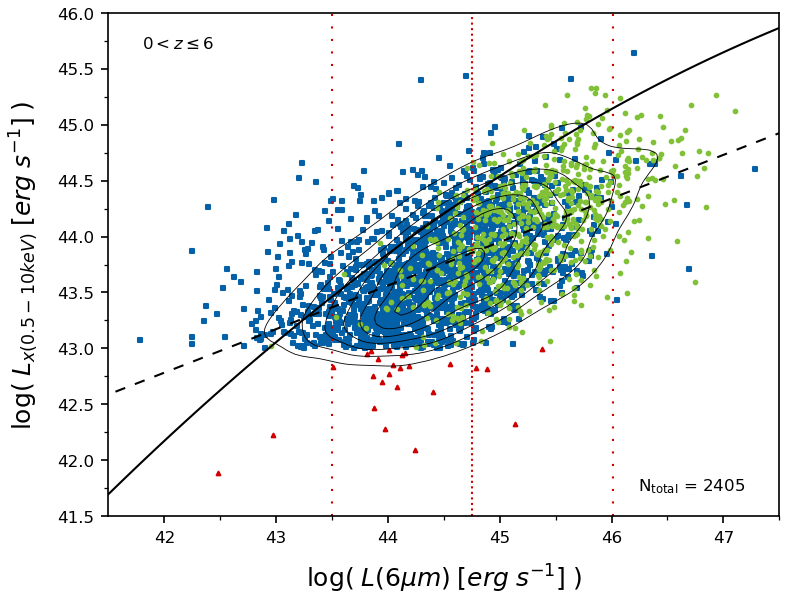 46.0
45.5
45.0
44.5
44.0
43.5
43.0
42.5
42.0
41.5
log( Lₓ(0.5−10keV) [erg s⁻¹] )
0 < z ≤ 6
N_total = 2405
42 43 44 45 46 47
log( L(6μm) [erg s⁻¹] )